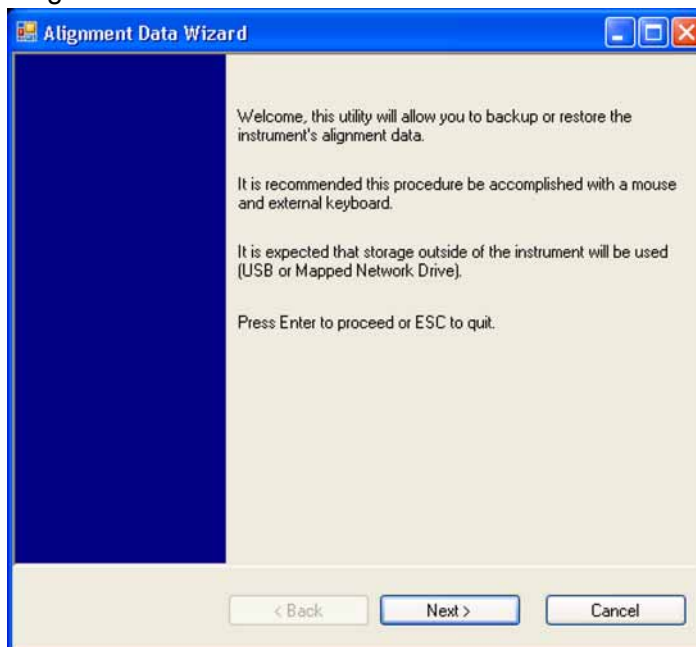 Alignment Data Wizard
Welcome, this utility will allow you to backup or restore the
instrument's alignment data.
It is recommended this procedure be accomplished with a mouse
and external keyboard.
It is expected that storage outside of the instrument will be used
(USB or Mapped Network Drive).
Press Enter to proceed or ESC to quit.
< Back
Next >
Cancel